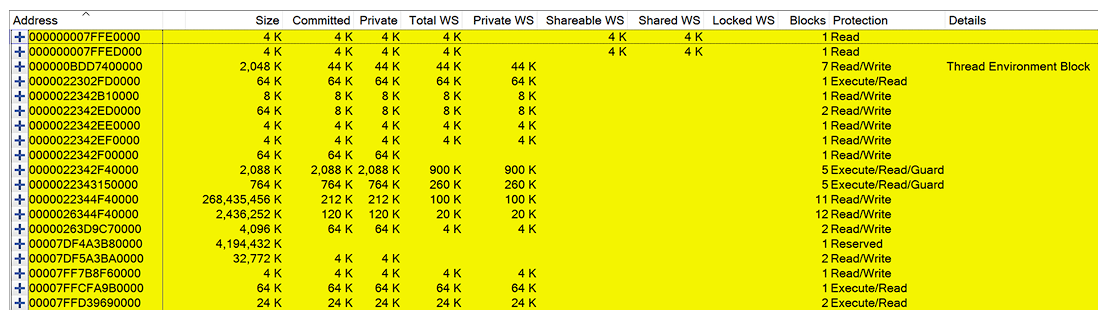 Address Size Committed Private Total WS Private WS Shareable WS Shared WS Locked WS Blocks Protection Details
000000007FFE0000 4 K 4 K 4 K 4 K 4 K 4 K 1 Read
000000007FFED000 4 K 4 K 4 K 4 K 4 K 4 K 1 Read
000000BDD7400000 2,048 K 44 K 44 K 44 K 44 K 7 Read/Write Thread Environment Block
0000022302FD0000 64 K 64 K 64 K 64 K 64 K 1 Execute/Read
0000022342B10000 8 K 8 K 8 K 8 K 8 K 1 Read/Write
0000022342ED0000 64 K 8 K 8 K 8 K 8 K 2 Read/Write
0000022342EE0000 4 K 4 K 4 K 4 K 4 K 1 Read/Write
0000022342EF0000 4 K 4 K 4 K 4 K 4 K 1 Read/Write
0000022342F00000 64 K 64 K 64 K 1 Read/Write
0000022342F40000 2,088 K 2,088 K 2,088 K 900 K 900 K 5 Execute/Read/Guard
0000022343150000 764 K 764 K 764 K 260 K 260 K 5 Execute/Read/Guard
0000022344F40000 268,435,456 K 212 K 212 K 100 K 100 K 11 Read/Write
0000026344F40000 2,436,252 K 120 K 120 K 20 K 20 K 12 Read/Write
00000263D9C70000 4,096 K 64 K 64 K 4 K 4 K 2 Read/Write
00007DF4A3B80000 4,194,432 K 1 Reserved
00007DF5A3BA0000 32,772 K 4 K 4 K 2 Read/Write
00007FF7B8F60000 4 K 4 K 4 K 4 K 4 K 1 Read/Write
00007FFCFA9B0000 64 K 64 K 64 K 64 K 64 K 1 Execute/Read
00007FFD39690000 24 K 24 K 24 K 24 K 24 K 2 Execute/Read